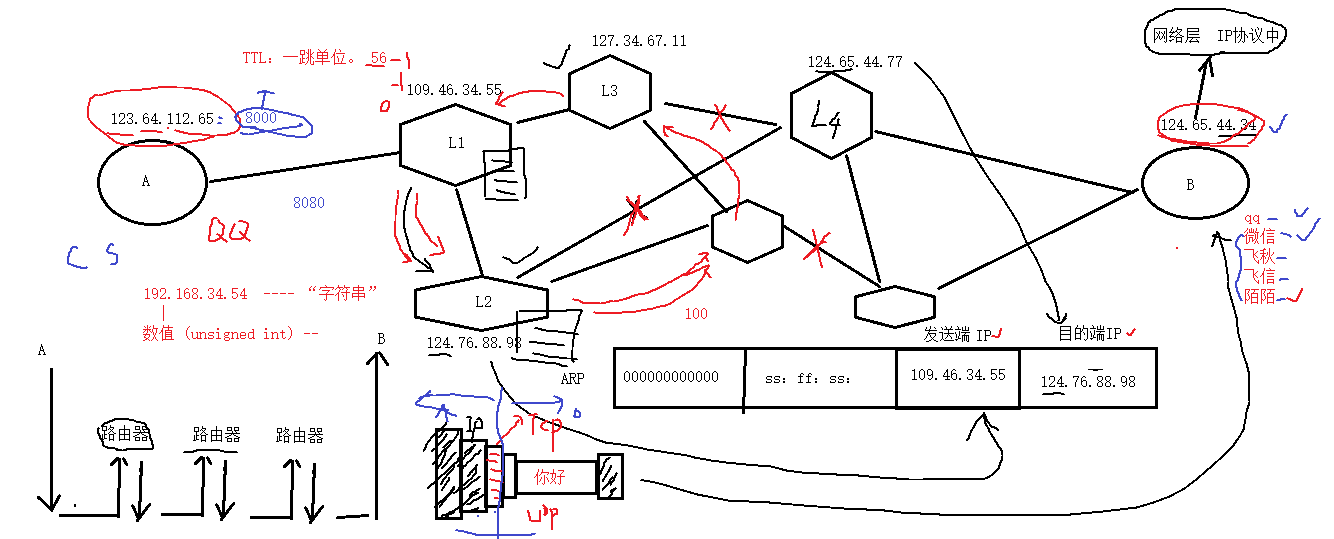 网络层 IP协议中
TTL: 一跳单位。 56 -1
-1
0
127.34.67.11
109.46.34.55
124.65.44.77
123.64.112.65: 8000
124.65.44.34
L1
L3
L4
A
B
8080
QQ
C S
qq
微信
飞秋
飞信
陌陌
192.168.34.54 ---- “字符串”
|
数值 (unsigned int) --
L2
100
124.76.88.98
A
B
ARP
发送端 IP
目的端IP
000000000000
ss: ff: ss:
109.46.34.55
124.76.88.98
路由器
路由器
路由器
IP
Tcp
你好
udp